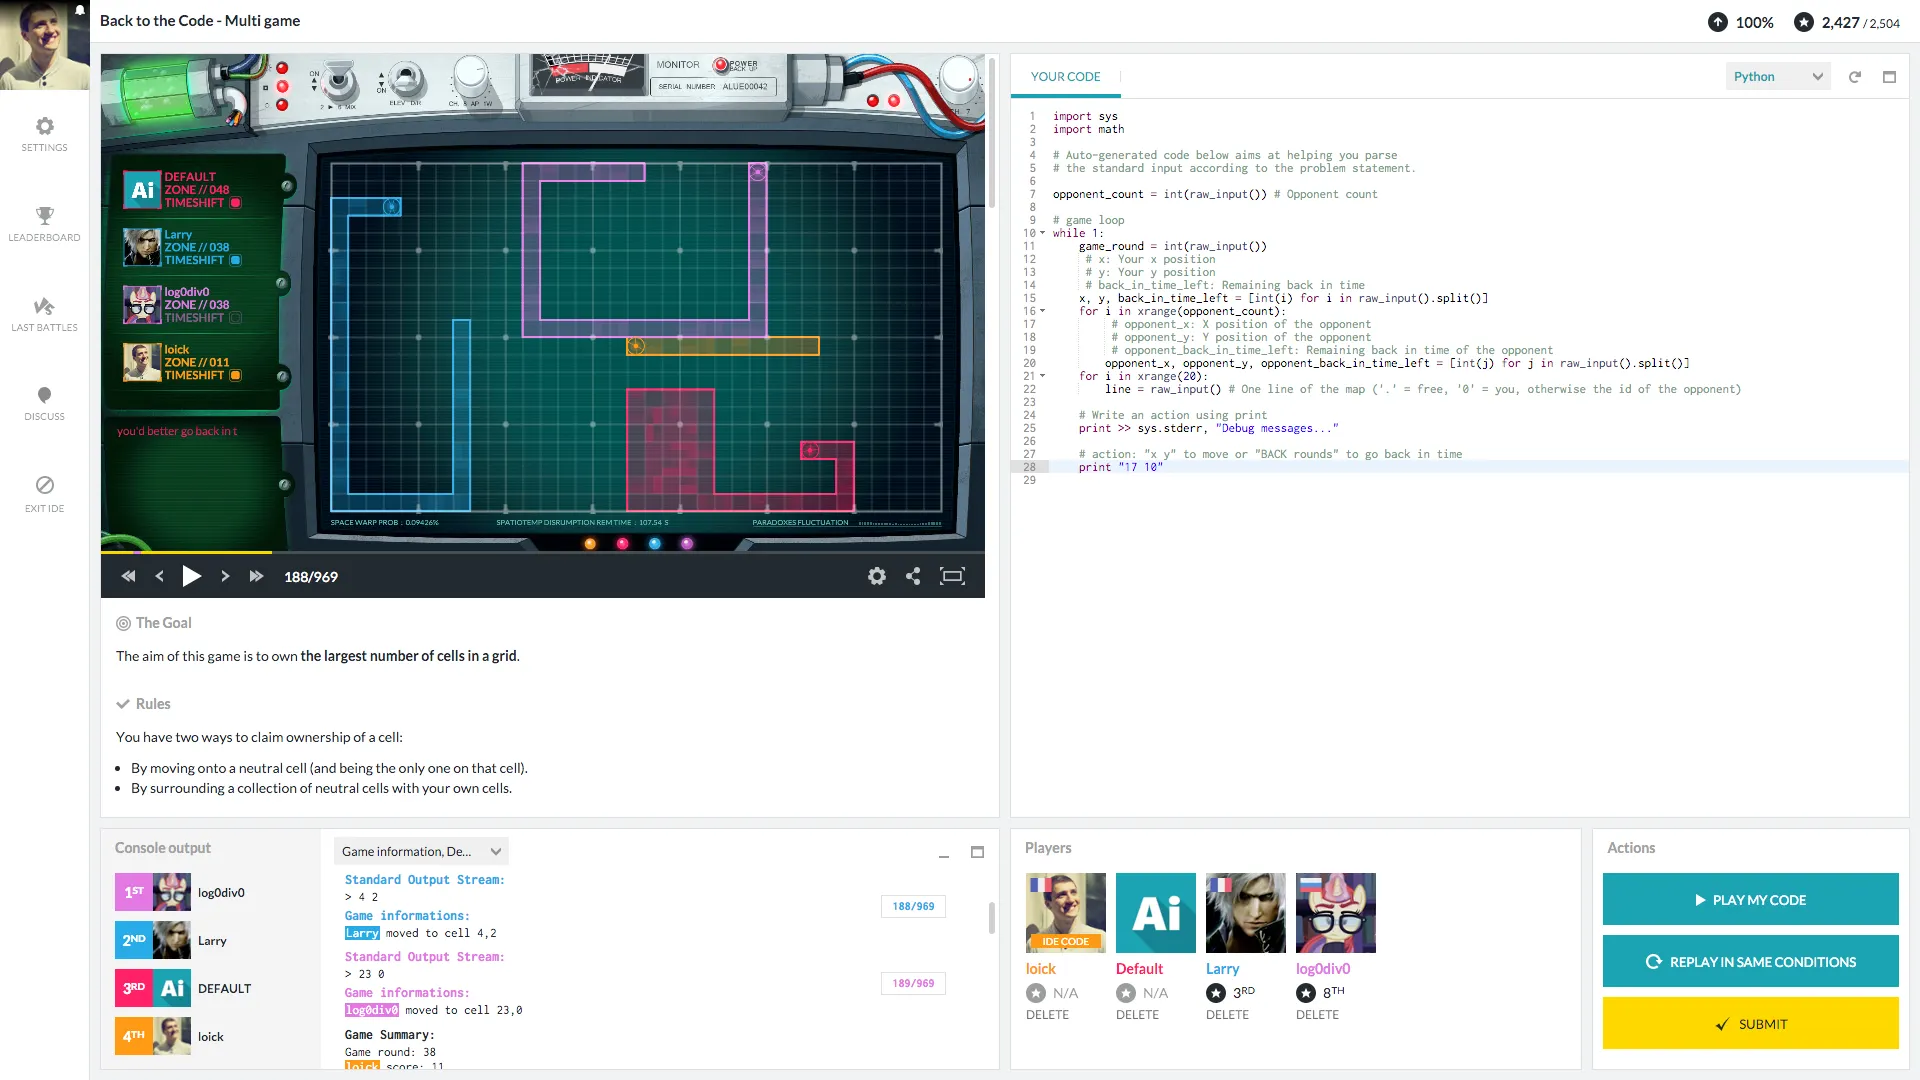 Back to the Code - Multi game
100%
2,427 / 2,504
SETTINGS
LEADERBOARD
LAST BATTLES
DISCUSS
EXIT IDE
ON
2 ▶ 6 MIX
ON
ELEV. DIR
POWER INDICATOR
MONITOR
POWER
BACK UP
SERIAL NUMBER ALUE00042
Ai
DEFAULT
ZONE // 048
TIMESHIFT
Larry
ZONE // 038
TIMESHIFT
log0div0
ZONE // 038
TIMESHIFT
loick
ZONE // 011
TIMESHIFT
you'd better go back in t
SPACE WARP PROB : 0.09426%
SPATIOTEMP DISRUMPTION REM TIME : 107.54 S
PARADOXES FLUCTUATION
188/969
The Goal
The aim of this game is to own the largest number of cells in a grid.
Rules
You have two ways to claim ownership of a cell:
• By moving onto a neutral cell (and being the only one on that cell).
• By surrounding a collection of neutral cells with your own cells.
YOUR CODE
Python
1 import sys
2 import math
3
4 # Auto-generated code below aims at helping you parse
5 # the standard input according to the problem statement.
6
7 opponent_count = int(raw_input()) # Opponent count
8
9 # game loop
10 while 1:
11 game_round = int(raw_input())
12 # x: Your x position
13 # y: Your y position
14 # back_in_time_left: Remaining back in time
15 x, y, back_in_time_left = [int(i) for i in raw_input().split()]
16 for i in xrange(opponent_count):
17 # opponent_x: X position of the opponent
18 # opponent_y: Y position of the opponent
19 # opponent_back_in_time_left: Remaining back in time of the opponent
20 opponent_x, opponent_y, opponent_back_in_time_left = [int(j) for j in raw_input().split()]
21 for i in xrange(20):
22 line = raw_input() # One line of the map ('.' = free, '0' = you, otherwise the id of the opponent)
23
24 # Write an action using print
25 print >> sys.stderr, "Debug messages..."
26
27 # action: "x y" to move or "BACK rounds" to go back in time
28 print "17 10"
29
Console output
1ST log0div0
2ND Larry
3RD Ai DEFAULT
4TH loick
Game information, De...
Standard Output Stream:
> 4 2
188/969
Game informations:
Larry moved to cell 4,2
Standard Output Stream:
> 23 0
189/969
Game informations:
log0div0 moved to cell 23,0
Game Summary:
Game round: 38
loick score: 11
Players
IDE CODE
Ai
loick
Default
Larry
log0div0
N/A
N/A
3RD
8TH
DELETE
DELETE
DELETE
DELETE
Actions
PLAY MY CODE
REPLAY IN SAME CONDITIONS
SUBMIT